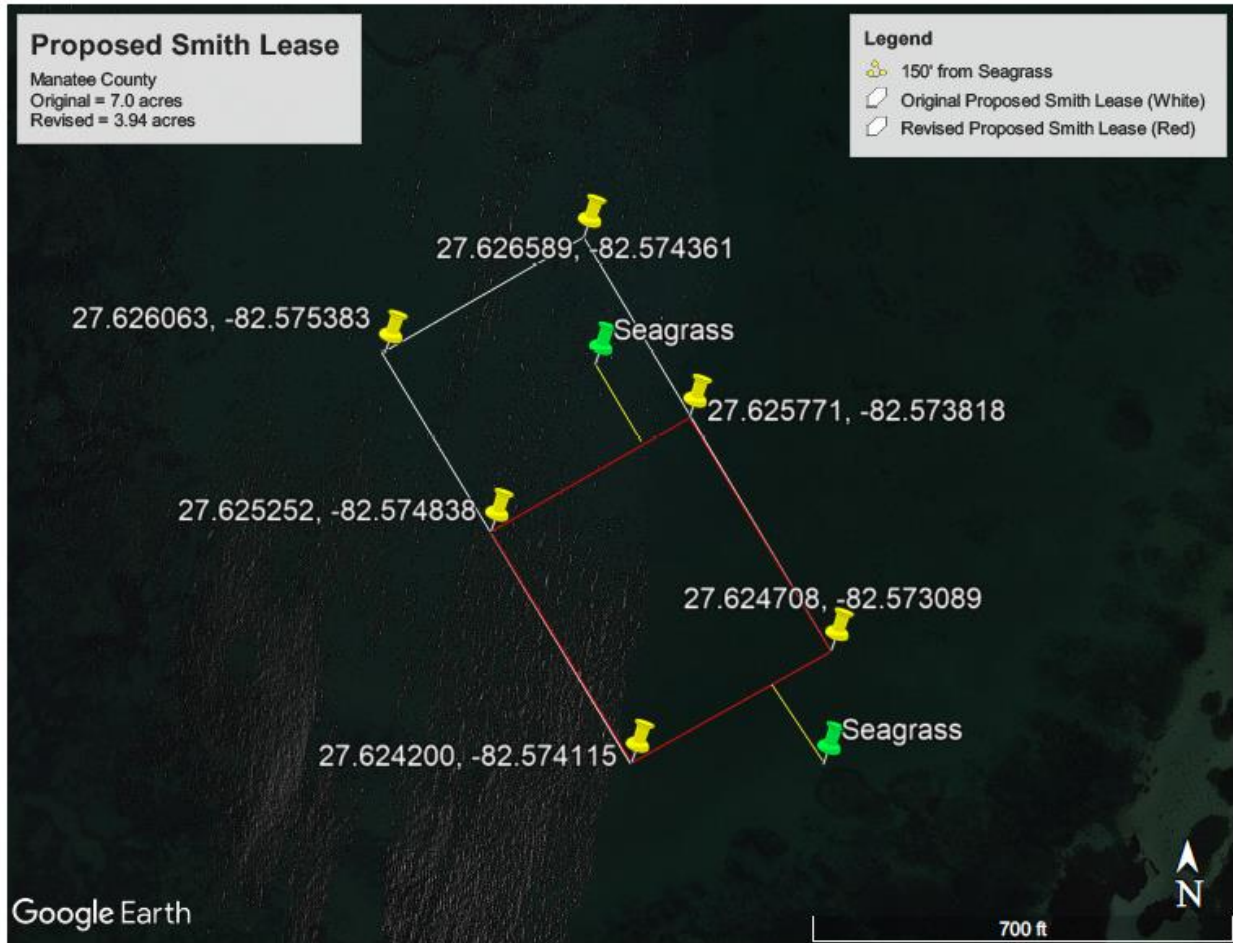 Proposed Smith Lease
Manatee County
Original = 7.0 acres
Revised = 3.94 acres
Legend
150' from Seagrass
Original Proposed Smith Lease (White)
Revised Proposed Smith Lease (Red)
27.626589, -82.574361
27.626063, -82.575383
Seagrass
27.625771, -82.573818
27.625252, -82.574838
27.624708, -82.573089
Seagrass
27.624200, -82.574115
Google Earth
N
700 ft